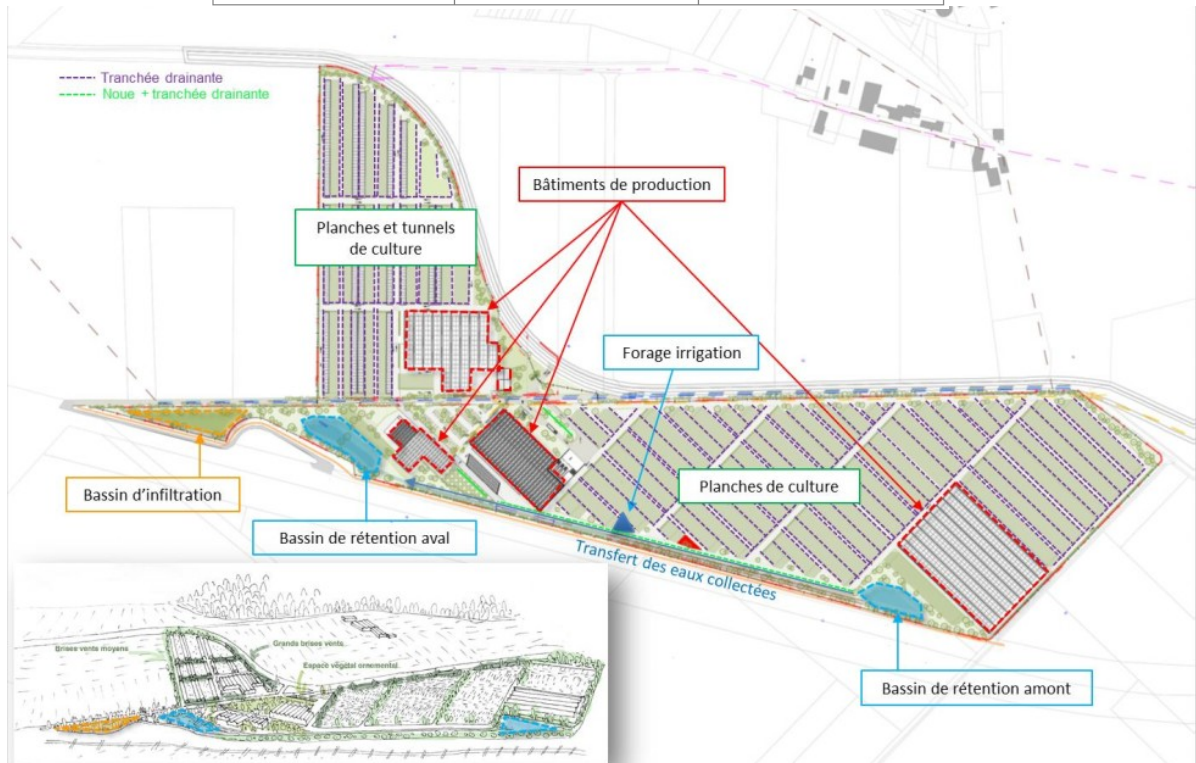 Tranchée drainante
Noue + tranchée drainante
Bâtiments de production
Planches et tunnels
de culture
Forage irrigation
Bassin d'infiltration
Planches de culture
Bassin de rétention aval
Transfert des eaux collectées
Bassin de rétention amont
Brises vents moyens
Grands brises vents
Espace végétal ornemental